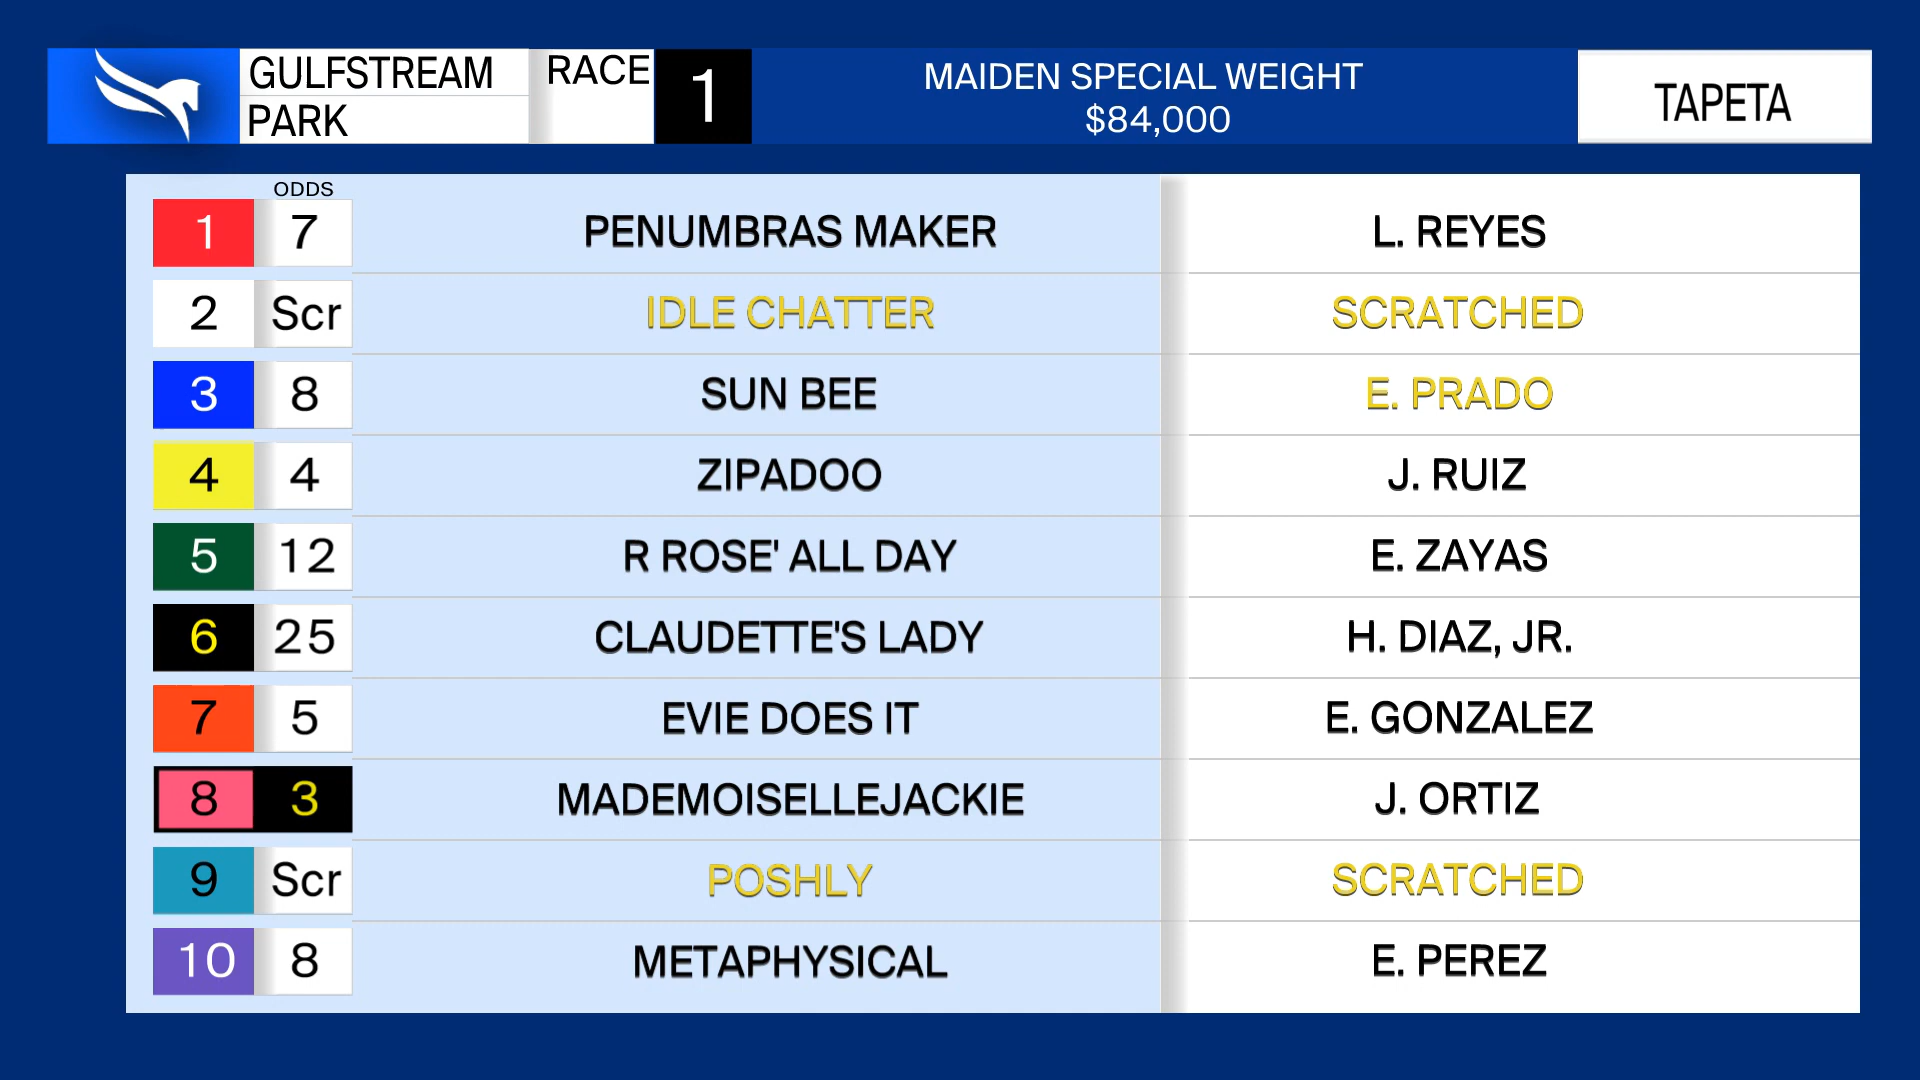 GULFSTREAM
PARK
RACE
1
MAIDEN SPECIAL WEIGHT
$84,000
TAPETA
ODDS
1 7 PENUMBRAS MAKER L. REYES
2 Scr IDLE CHATTER SCRATCHED
3 8 SUN BEE E. PRADO
4 4 ZIPADOO J. RUIZ
5 12 R ROSE' ALL DAY E. ZAYAS
6 25 CLAUDETTE'S LADY H. DIAZ, JR.
7 5 EVIE DOES IT E. GONZALEZ
8 3 MADEMOISELLEJACKIE J. ORTIZ
9 Scr POSHLY SCRATCHED
10 8 METAPHYSICAL E. PEREZ